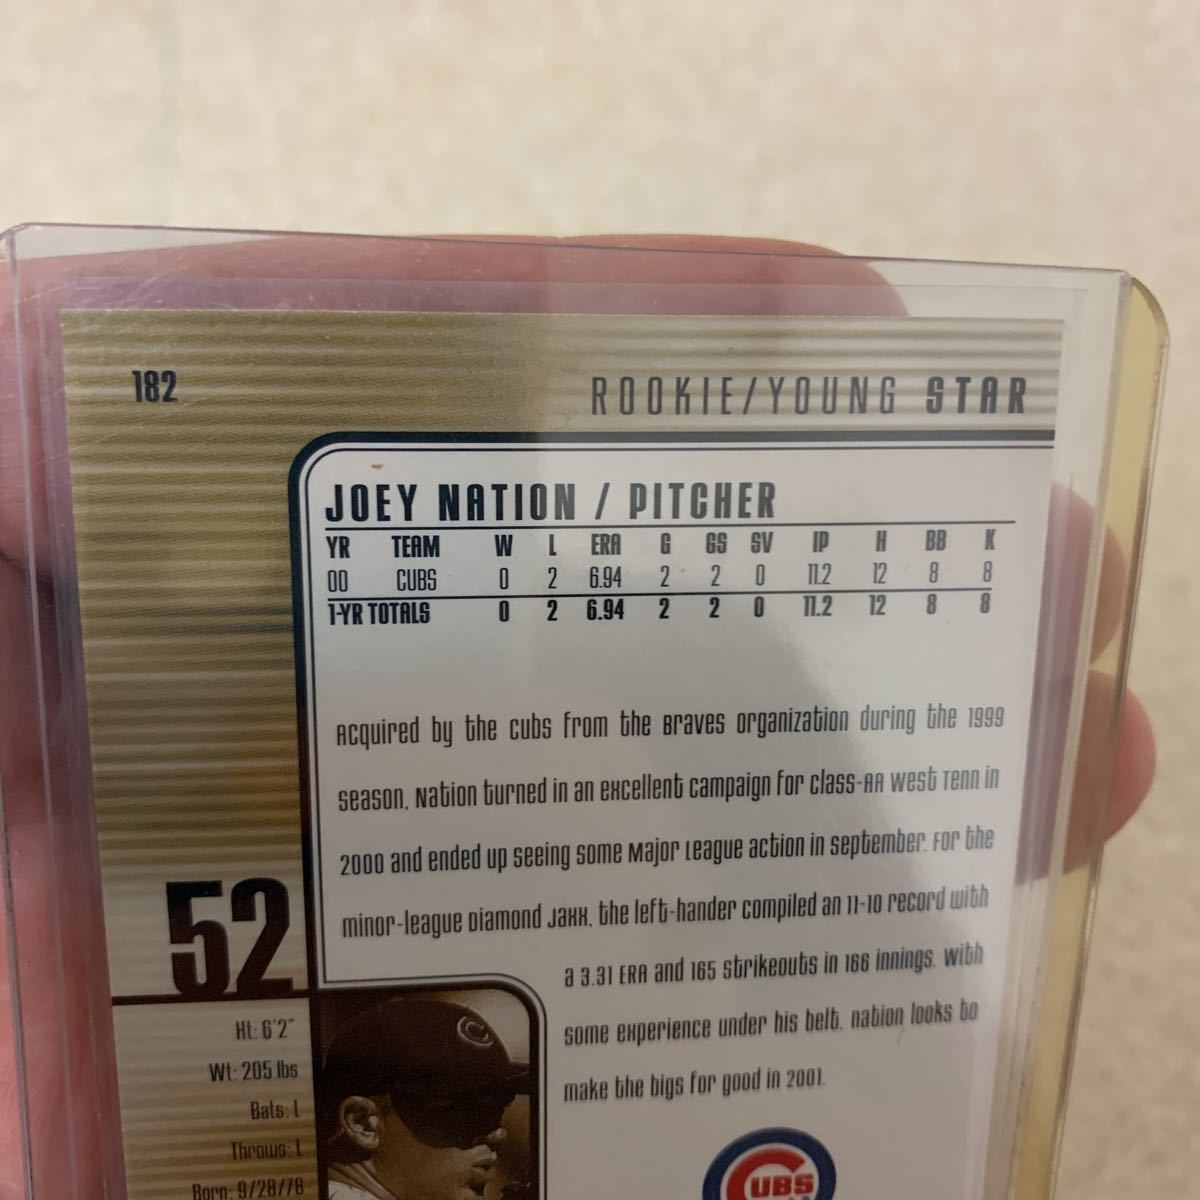 182
ROOKIE/YOUNG STAR
JOEY NATION / PITCHER
YR TEAM W L ERA G GS SV IP H BB K
00 CUBS 0 2 6.94 2 2 0 11.2 12 8 8
1-YR TOTALS 0 2 6.94 2 2 0 11.2 12 8 8
Acquired by the Cubs from the Braves organization during the 1999
season, Nation turned in an excellent campaign for class-AA West Tenn in
2000 and ended up seeing some Major League action in September. For the
minor-league Diamond Jaxx, the left-hander compiled an 11-10 record with
a 3.31 ERA and 165 strikeouts in 166 innings. With
some experience under his belt, Nation looks to
make the bigs for good in 2001.
52
Ht: 6'2"
Wt: 205 lbs
Bats: L
Throws: L
Born: 9/28/78
C
CUBS